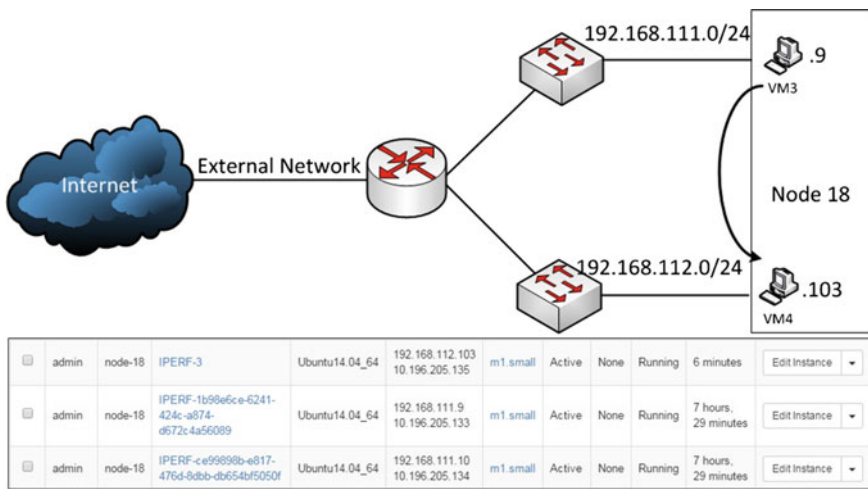 192.168.111.0/24
.9
VM3
External Network
Internet
Node 18
192.168.112.0/24
.103
VM4
admin node-18 IPERF-3 Ubuntu14.04_64 192.168.112.103 10.196.205.135 m1.small Active None Running 6 minutes Edit Instance
admin node-18 IPERF-1b98e6ce-6241-424c-a874-d672c4a56089 Ubuntu14.04_64 192.168.111.9 10.196.205.133 m1.small Active None Running 7 hours, 29 minutes Edit Instance
admin node-18 IPERF-ce99898b-e817-476d-8dbb-db654bf5050f Ubuntu14.04_64 192.168.111.10 10.196.205.134 m1.small Active None Running 7 hours, 29 minutes Edit Instance